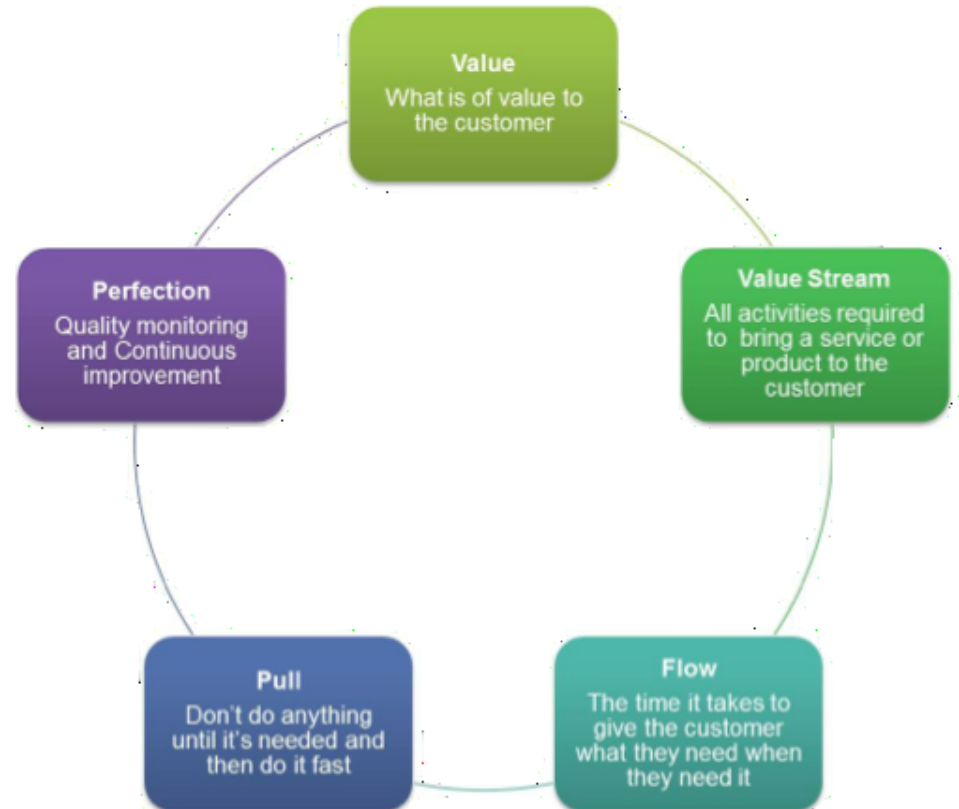 Value
What is of value to
the customer
Value Stream
All activities required
to bring a service or
product to the
customer
Flow
The time it takes to
give the customer
what they need when
they need it
Pull
Don't do anything
until it's needed and
then do it fast
Perfection
Quality monitoring
and Continuous
improvement